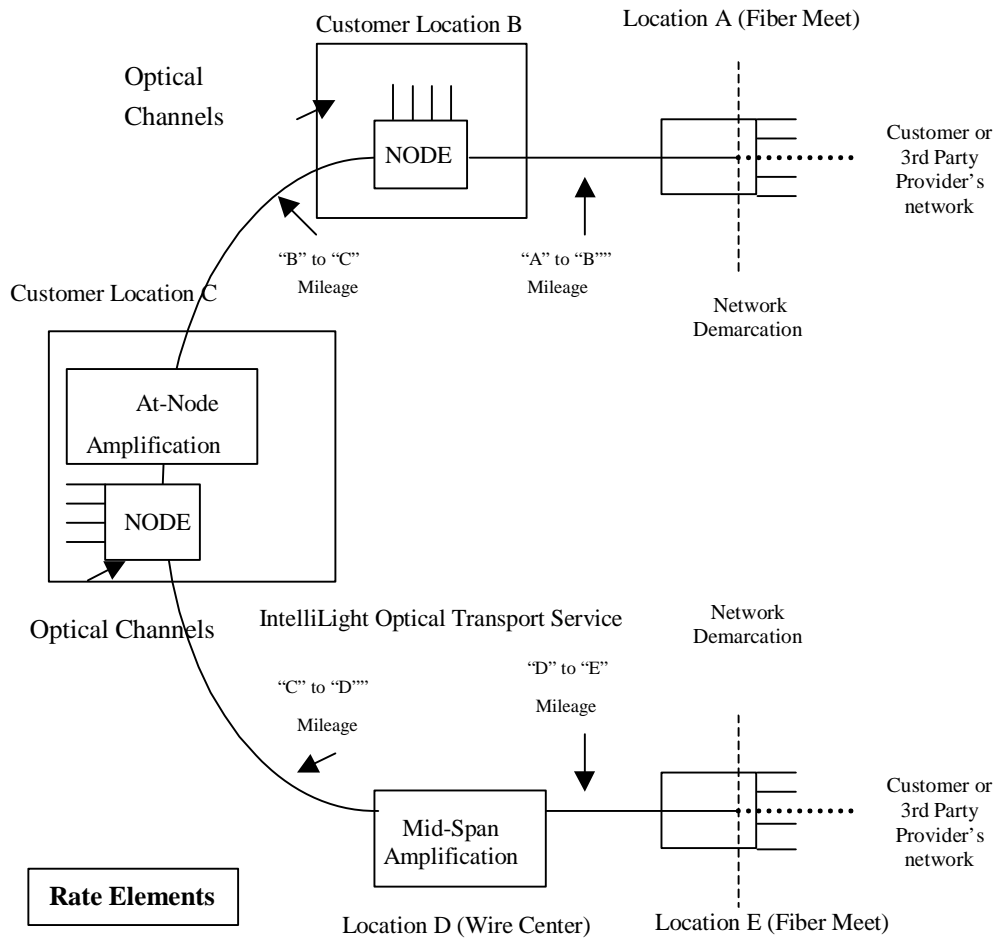 Customer Location B
Location A (Fiber Meet)
Optical
Channels
NODE
Customer or
3rd Party
Provider's
network
“B” to “C”
Mileage
“A” to “B””
Mileage
Customer Location C
Network
Demarcation
At-Node
Amplification
NODE
Optical Channels
IntelliLight Optical Transport Service
Network
Demarcation
“C” to “D””
Mileage
“D” to “E”
Mileage
Mid-Span
Amplification
Customer or
3rd Party
Provider's
network
Rate Elements
Location D (Wire Center)
Location E (Fiber Meet)